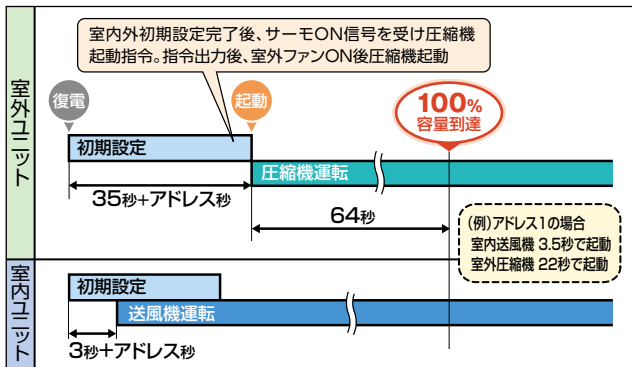 室内外初期設定完了後、サーモON信号を受け圧縮機
起動指令。指令出力後、室外ファンON後圧縮機起動
室外ユニット
復電
起動
100%
容量到達
初期設定
圧縮機運転
35秒+アドレス秒
64秒
(例)アドレス1の場合
室内送風機 3.5秒で起動
室外圧縮機 22秒で起動
室内ユニット
初期設定
送風機運転
3秒+アドレス秒